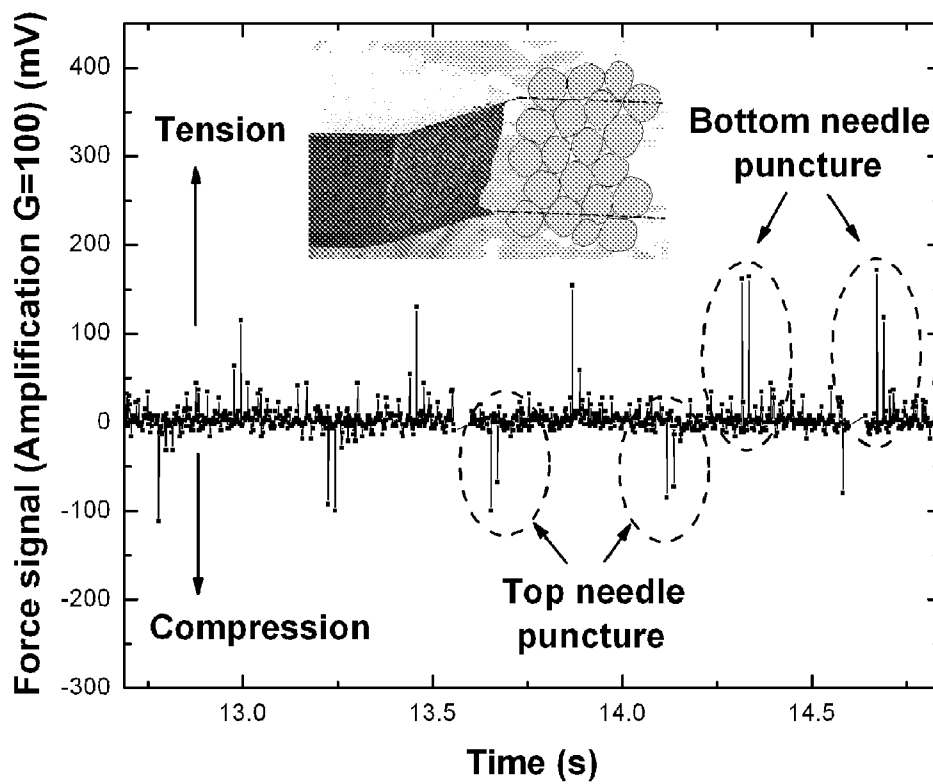 Force signal (Amplification G=100) (mV)
400
300
200
100
0
-100
-200
-300
Tension
Compression
Bottom needle
puncture
Top needle
puncture
13.0
13.5
14.0
14.5
Time (s)